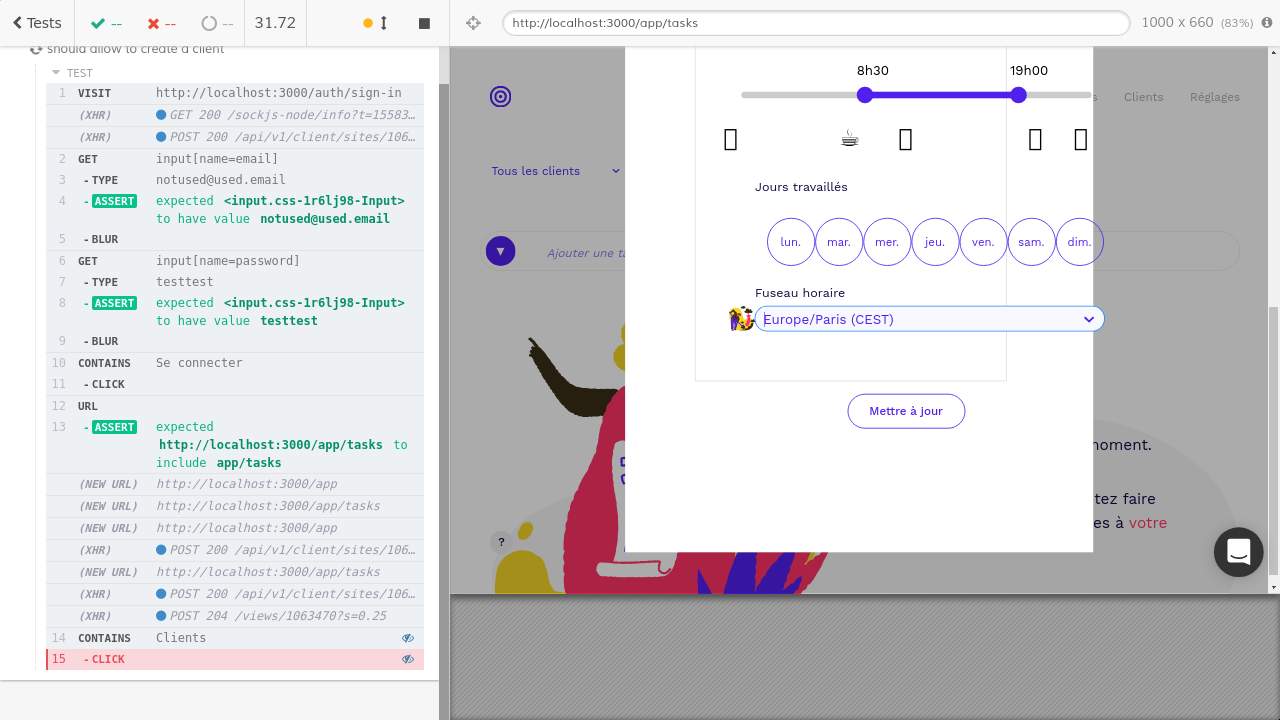 Tests
--
--
--
31.72
should allow to create a client
TEST
1 VISIT http://localhost:3000/auth/sign-in
(XHR) GET 200 /sockjs-node/info?t=15583…
(XHR) POST 200 /api/v1/client/sites/106…
2 GET input[name=email]
3 -TYPE notused@used.email
4 -ASSERT expected <input.css-1r6lj98-Input>
to have value notused@used.email
5 -BLUR
6 GET input[name=password]
7 -TYPE testtest
8 -ASSERT expected <input.css-1r6lj98-Input>
to have value testtest
9 -BLUR
10 CONTAINS Se connecter
11 -CLICK
12 URL
13 -ASSERT expected
http://localhost:3000/app/tasks to
include app/tasks
(NEW URL) http://localhost:3000/app
(NEW URL) http://localhost:3000/app/tasks
(NEW URL) http://localhost:3000/app
(XHR) POST 200 /api/v1/client/sites/106…
(NEW URL) http://localhost:3000/app/tasks
(XHR) POST 200 /api/v1/client/sites/106…
(XHR) POST 204 /views/1063470?s=0.25
14 CONTAINS Clients
15 -CLICK
http://localhost:3000/app/tasks
1000 x 660 (83%)
s Clients Réglages
Tous les clients
Ajouter une ta
8h30 19h00
Jours travaillés
lun. mar. mer. jeu. ven. sam. dim.
Fuseau horaire
Europe/Paris (CEST)
Mettre à jour
moment.
tez faire
es à votre
?